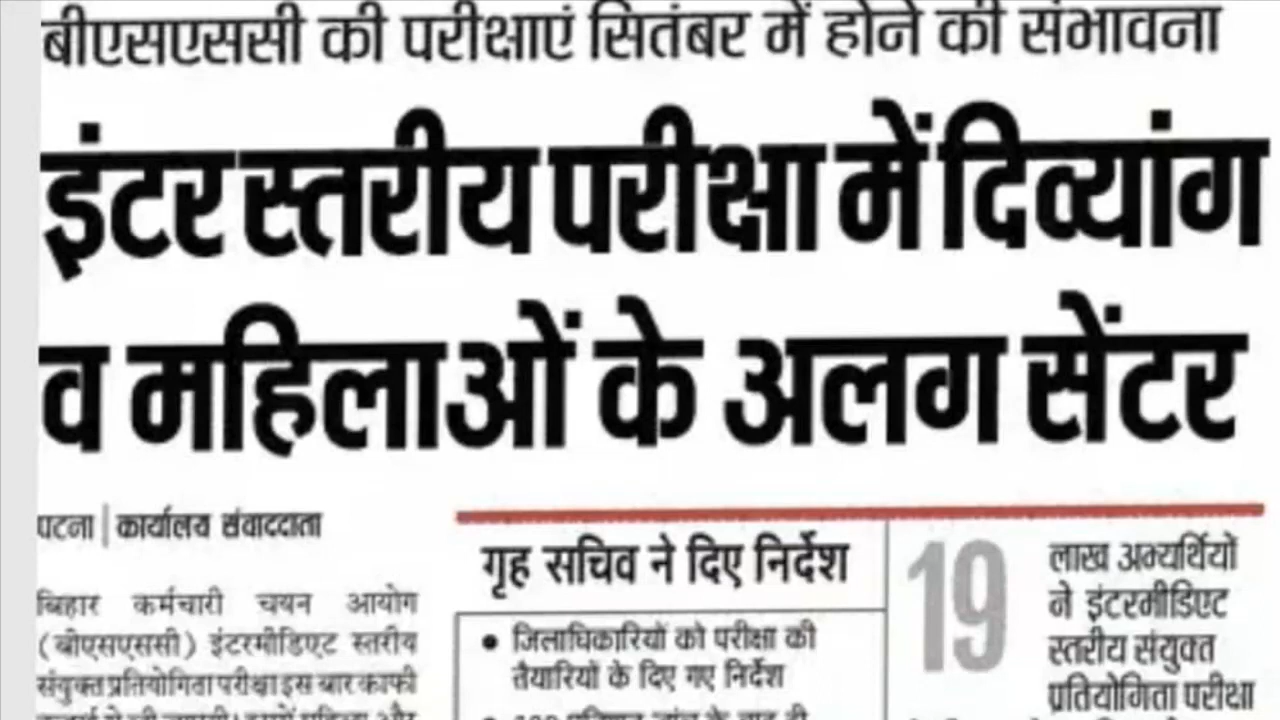 बीएसएससी की परीक्षाएं सितंबर में होने की संभावना
इंटर स्तरीय परीक्षा में दिव्यांग
व महिलाओं के अलग सेंटर
पटना | कार्यालय संवाददाता
बिहार कर्मचारी चयन आयोग
(बीएसएससी) इंटरमीडिएट स्तरीय
संयुक्त प्रतियोगिता परीक्षा इस बार काफी
गृह सचिव ने दिए निर्देश
• जिलाधिकारियों को परीक्षा की
तैयारियों के दिए गए निर्देश
19
लाख अभ्यर्थियों
ने इंटरमीडिएट
स्तरीय संयुक्त
प्रतियोगिता परीक्षा